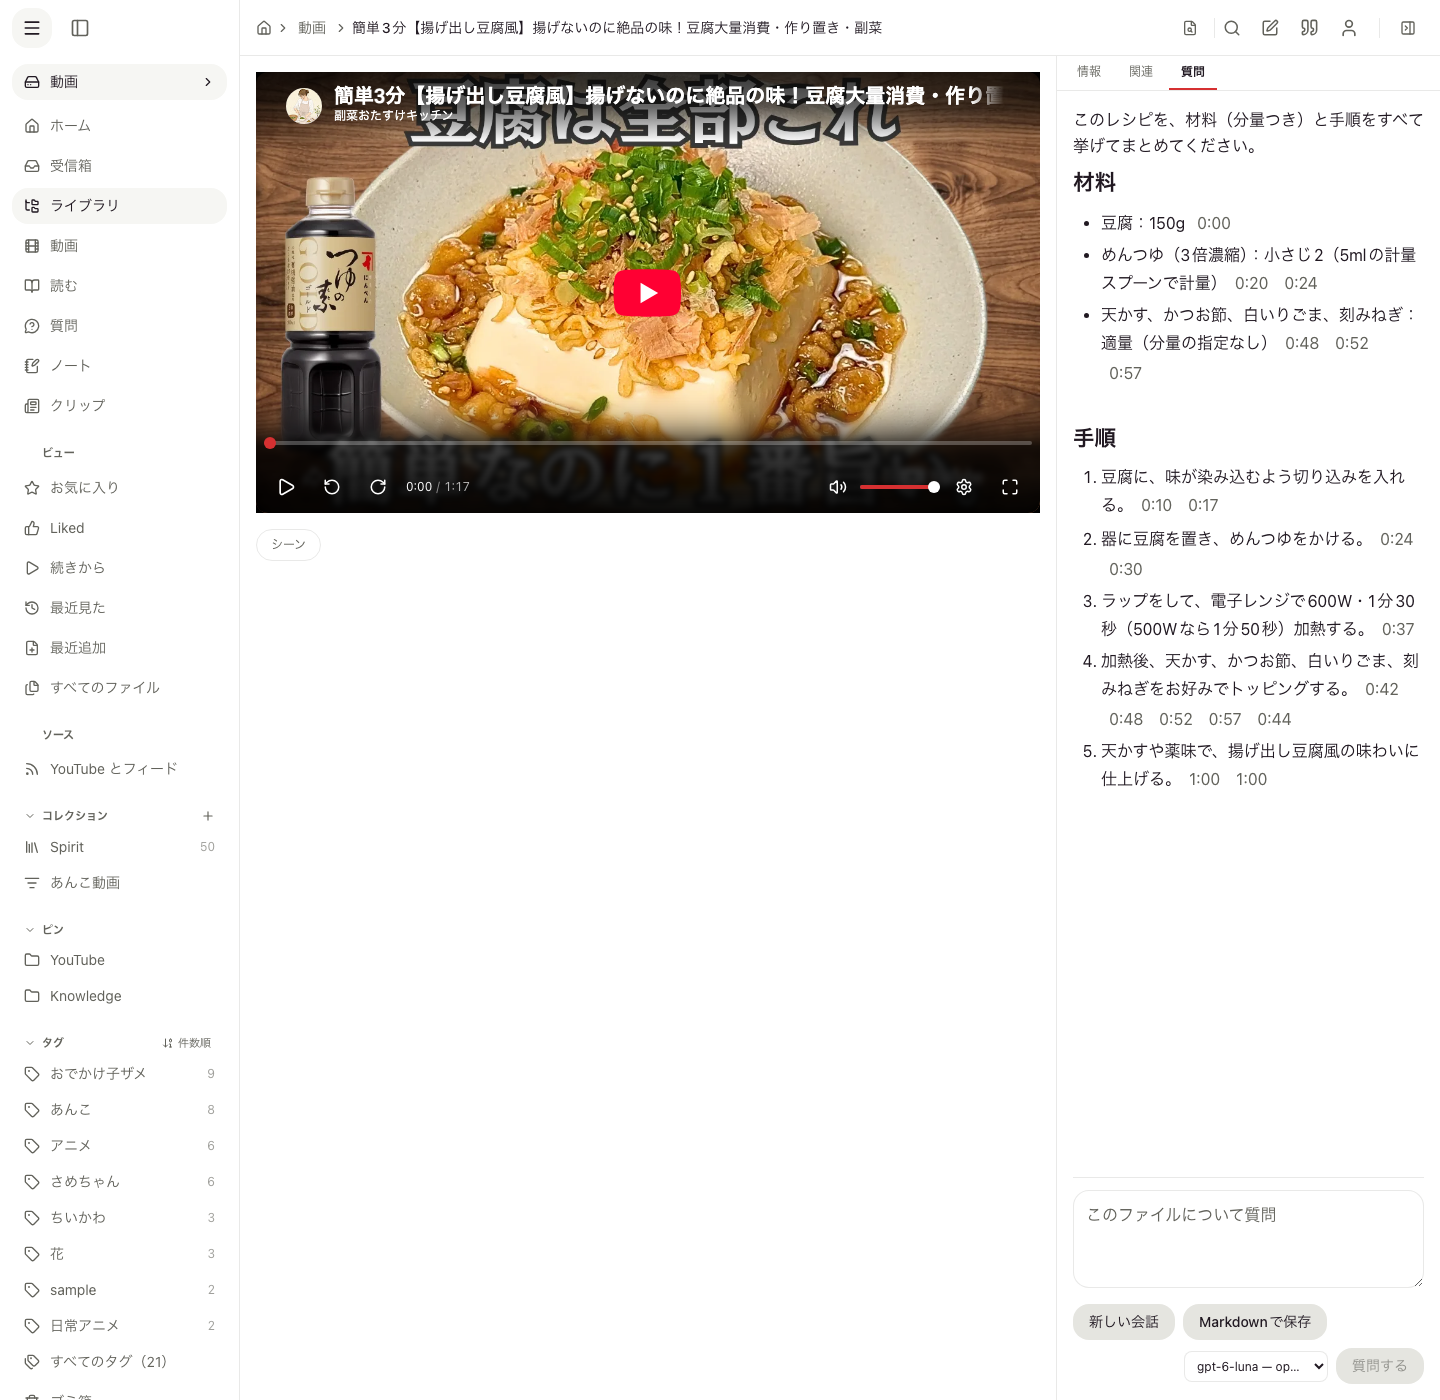 動画
ホーム
受信箱
ライブラリ
動画
読む
質問
ノート
クリップ
ビュー
お気に入り
Liked
続きから
最近見た
最近追加
すべてのファイル
ソース
YouTube とフィード
コレクション
Spirit 50
あんこ動画
ピン
YouTube
Knowledge
タグ 件数順
おでかけ子ザメ 9
あんこ 8
アニメ 6
さめちゃん 6
ちいかわ 3
花 3
sample 2
日常アニメ 2
すべてのタグ（21）
動画 簡単3分【揚げ出し豆腐風】揚げないのに絶品の味！豆腐大量消費・作り置き・副菜
簡単3分【揚げ出し豆腐風】揚げないのに絶品の味！豆腐大量消費・作り置
副菜おたすけキッチン
豆腐は全部これ
つゆの素
GOLD
にんべん
簡単なのに1番旨
0:00 / 1:17
シーン
情報 関連 質問
このレシピを、材料（分量つき）と手順をすべて
挙げてまとめてください。
材料
• 豆腐：150g 0:00
• めんつゆ（3倍濃縮）：小さじ2（5mlの計量
スプーンで計量） 0:20 0:24
• 天かす、かつお節、白いりごま、刻みねぎ：
適量（分量の指定なし） 0:48 0:52
0:57
手順
1. 豆腐に、味が染み込むよう切り込みを入れ
る。 0:10 0:17
2. 器に豆腐を置き、めんつゆをかける。 0:24
0:30
3. ラップをして、電子レンジで600W・1分30
秒（500Wなら1分50秒）加熱する。 0:37
4. 加熱後、天かす、かつお節、白いりごま、刻
みねぎをお好みでトッピングする。 0:42
0:48 0:52 0:57 0:44
5. 天かすや薬味で、揚げ出し豆腐風の味わいに
仕上げる。 1:00 1:00
このファイルについて質問
新しい会話 Markdownで保存
gpt-6-luna — op... 質問する